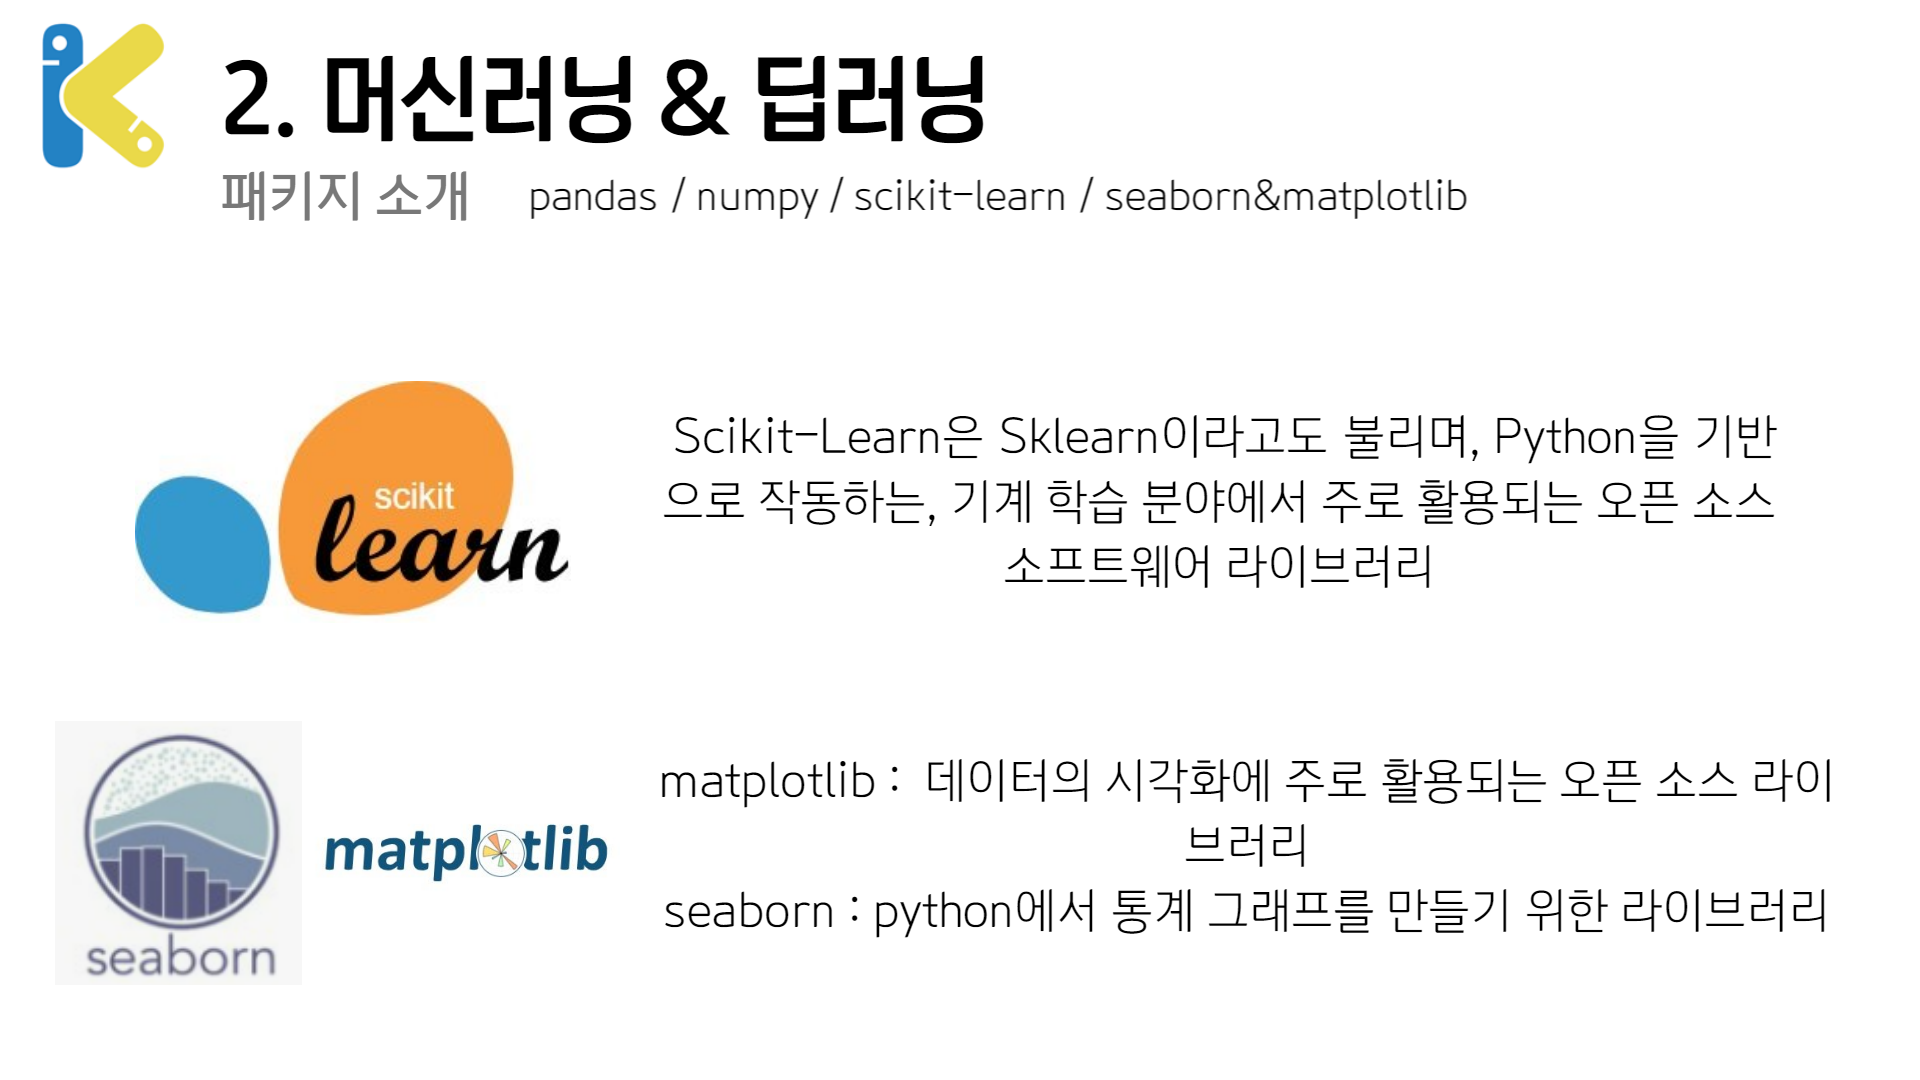 2. 머신러닝 & 딥러닝
패키지 소개 pandas / numpy / scikit-learn / seaborn&matplotlib
scikit
learn
Scikit-Learn은 Sklearn이라고도 불리며, Python을 기반
으로 작동하는, 기계 학습 분야에서 주로 활용되는 오픈 소스
소프트웨어 라이브러리
seaborn
matplotlib
matplotlib : 데이터의 시각화에 주로 활용되는 오픈 소스 라이
브러리
seaborn : python에서 통계 그래프를 만들기 위한 라이브러리